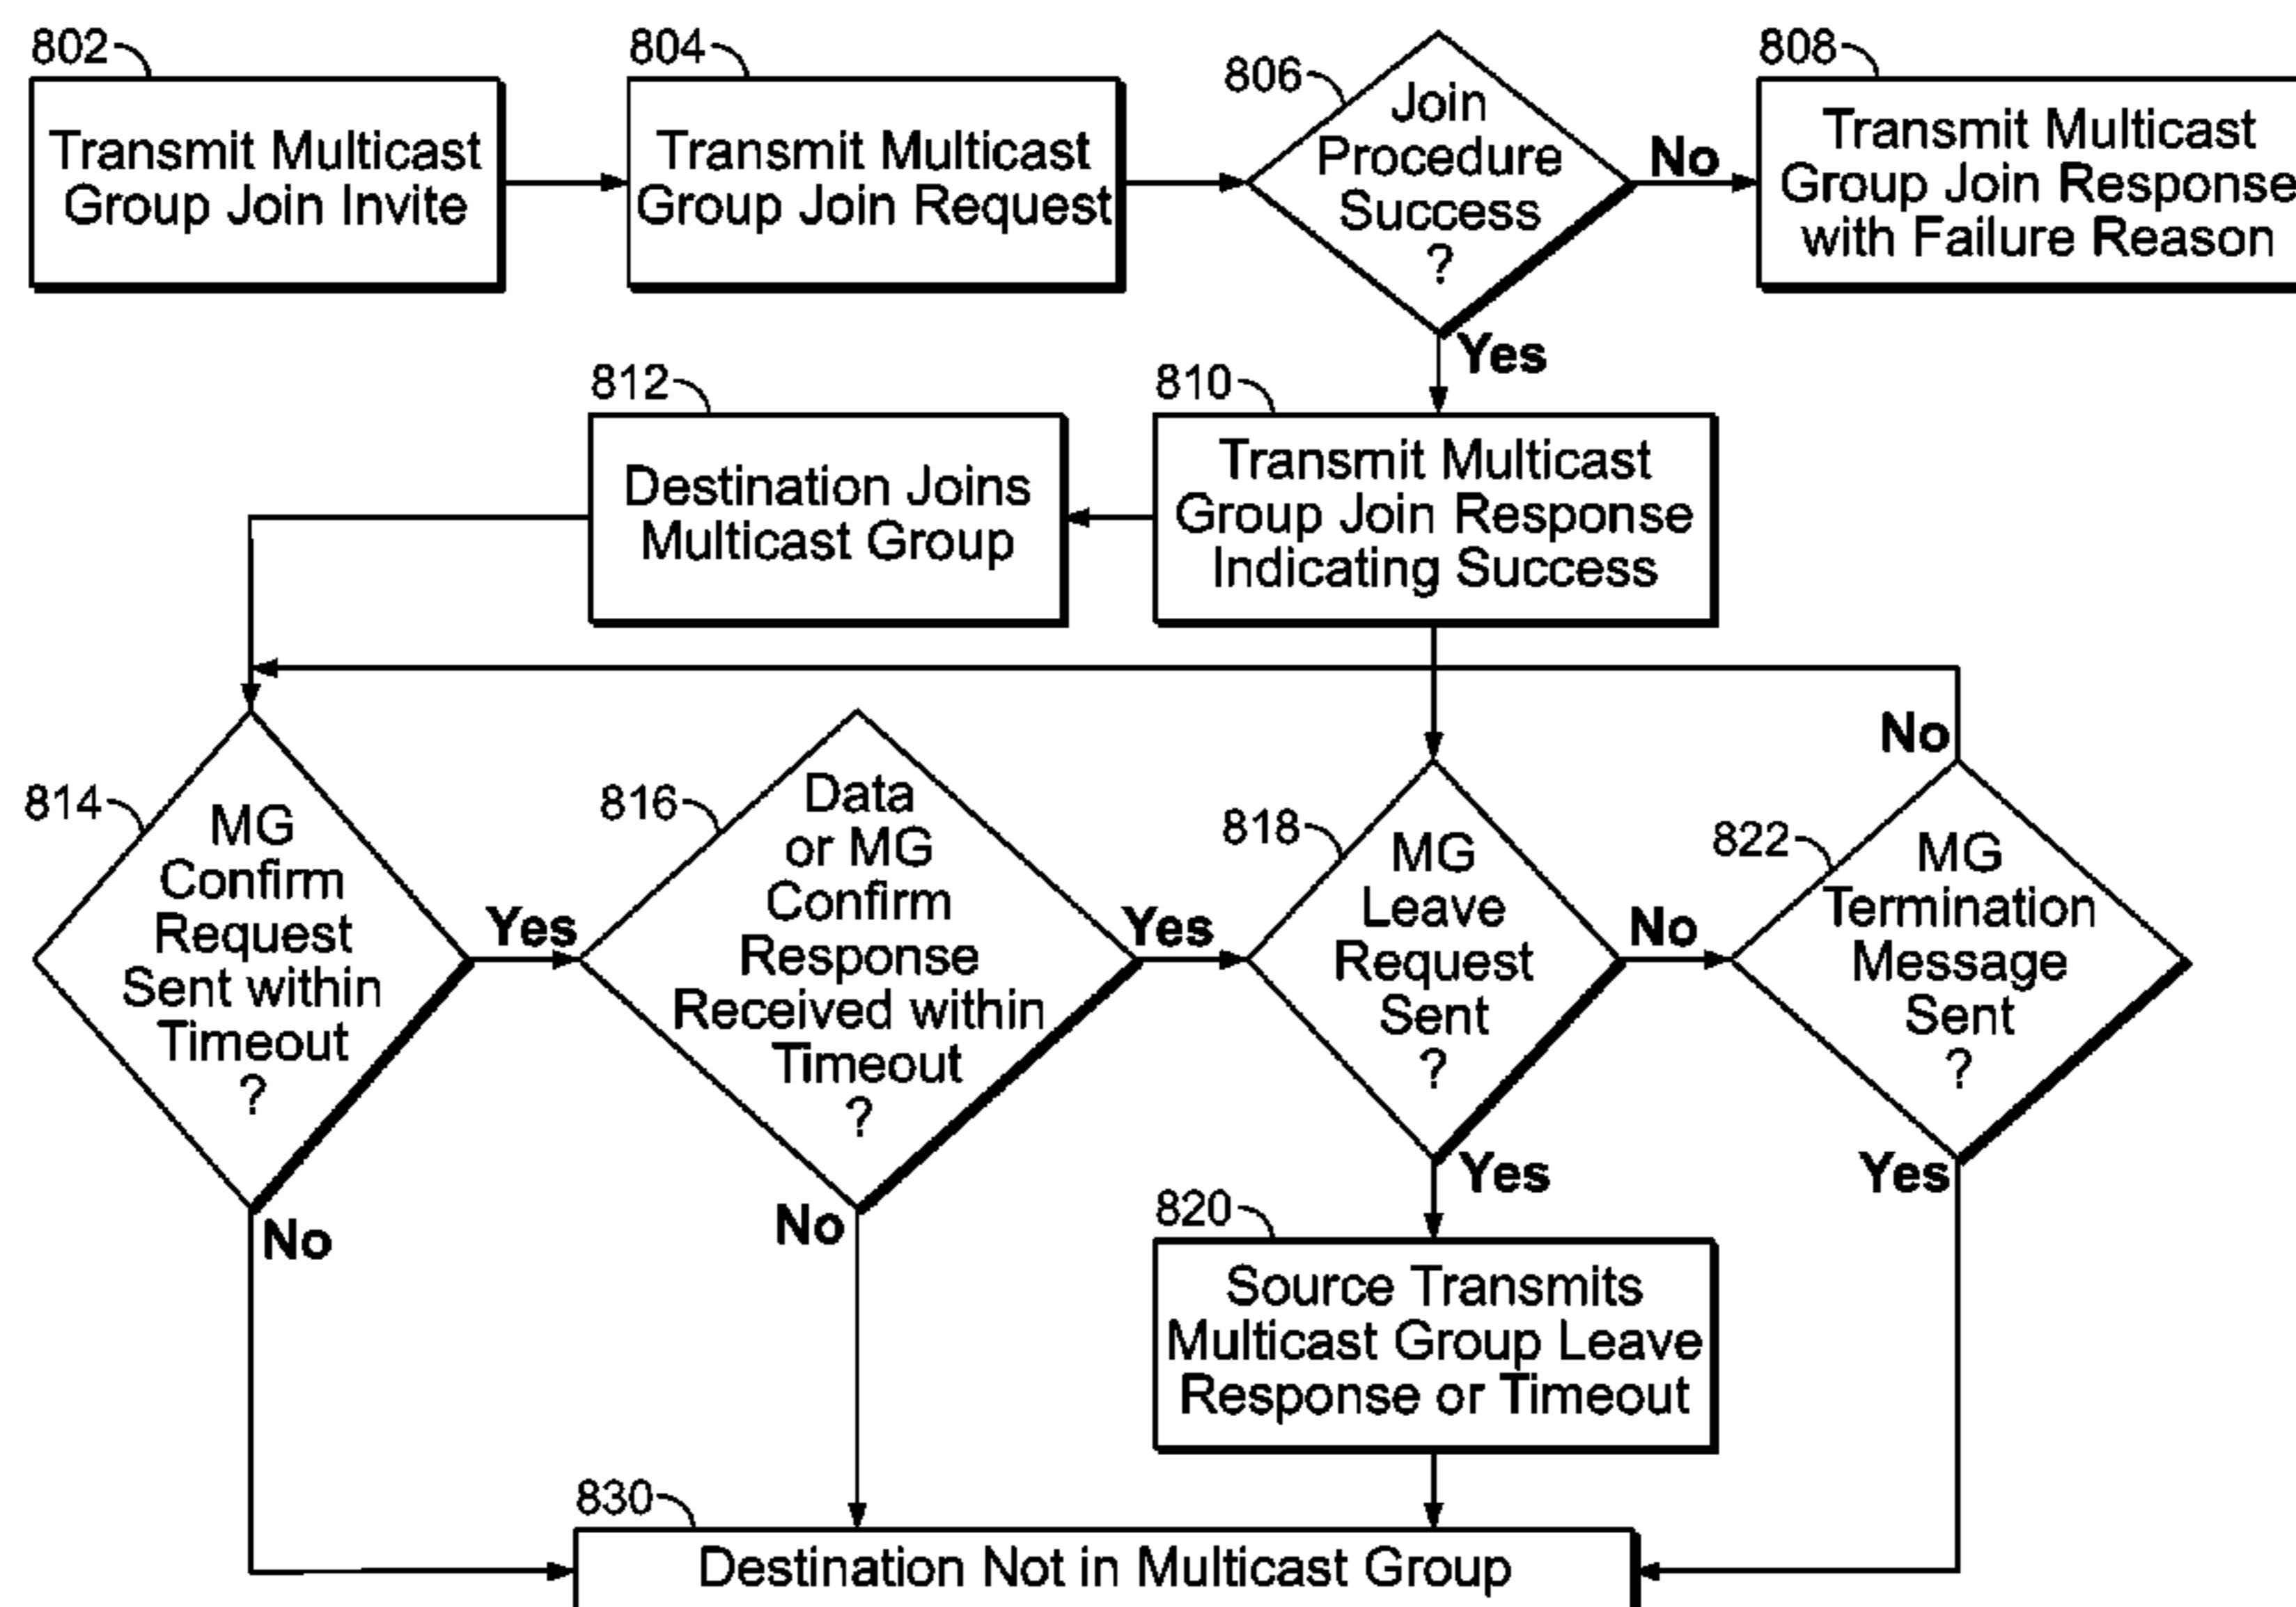 802
Transmit Multicast
Group Join Invite
804
Transmit Multicast
Group Join Request
806
Join
Procedure
Success
?
No
Yes
808
Transmit Multicast
Group Join Response
with Failure Reason
812
Destination Joins
Multicast Group
810
Transmit Multicast
Group Join Response
Indicating Success
814
MG
Confirm
Request
Sent within
Timeout
?
Yes
No
816
Data
or MG
Confirm
Response
Received within
Timeout
?
Yes
No
818
MG
Leave
Request
Sent
?
No
Yes
822
MG
Termination
Message
Sent
?
No
Yes
820
Source Transmits
Multicast Group Leave
Response or Timeout
830
Destination Not in Multicast Group